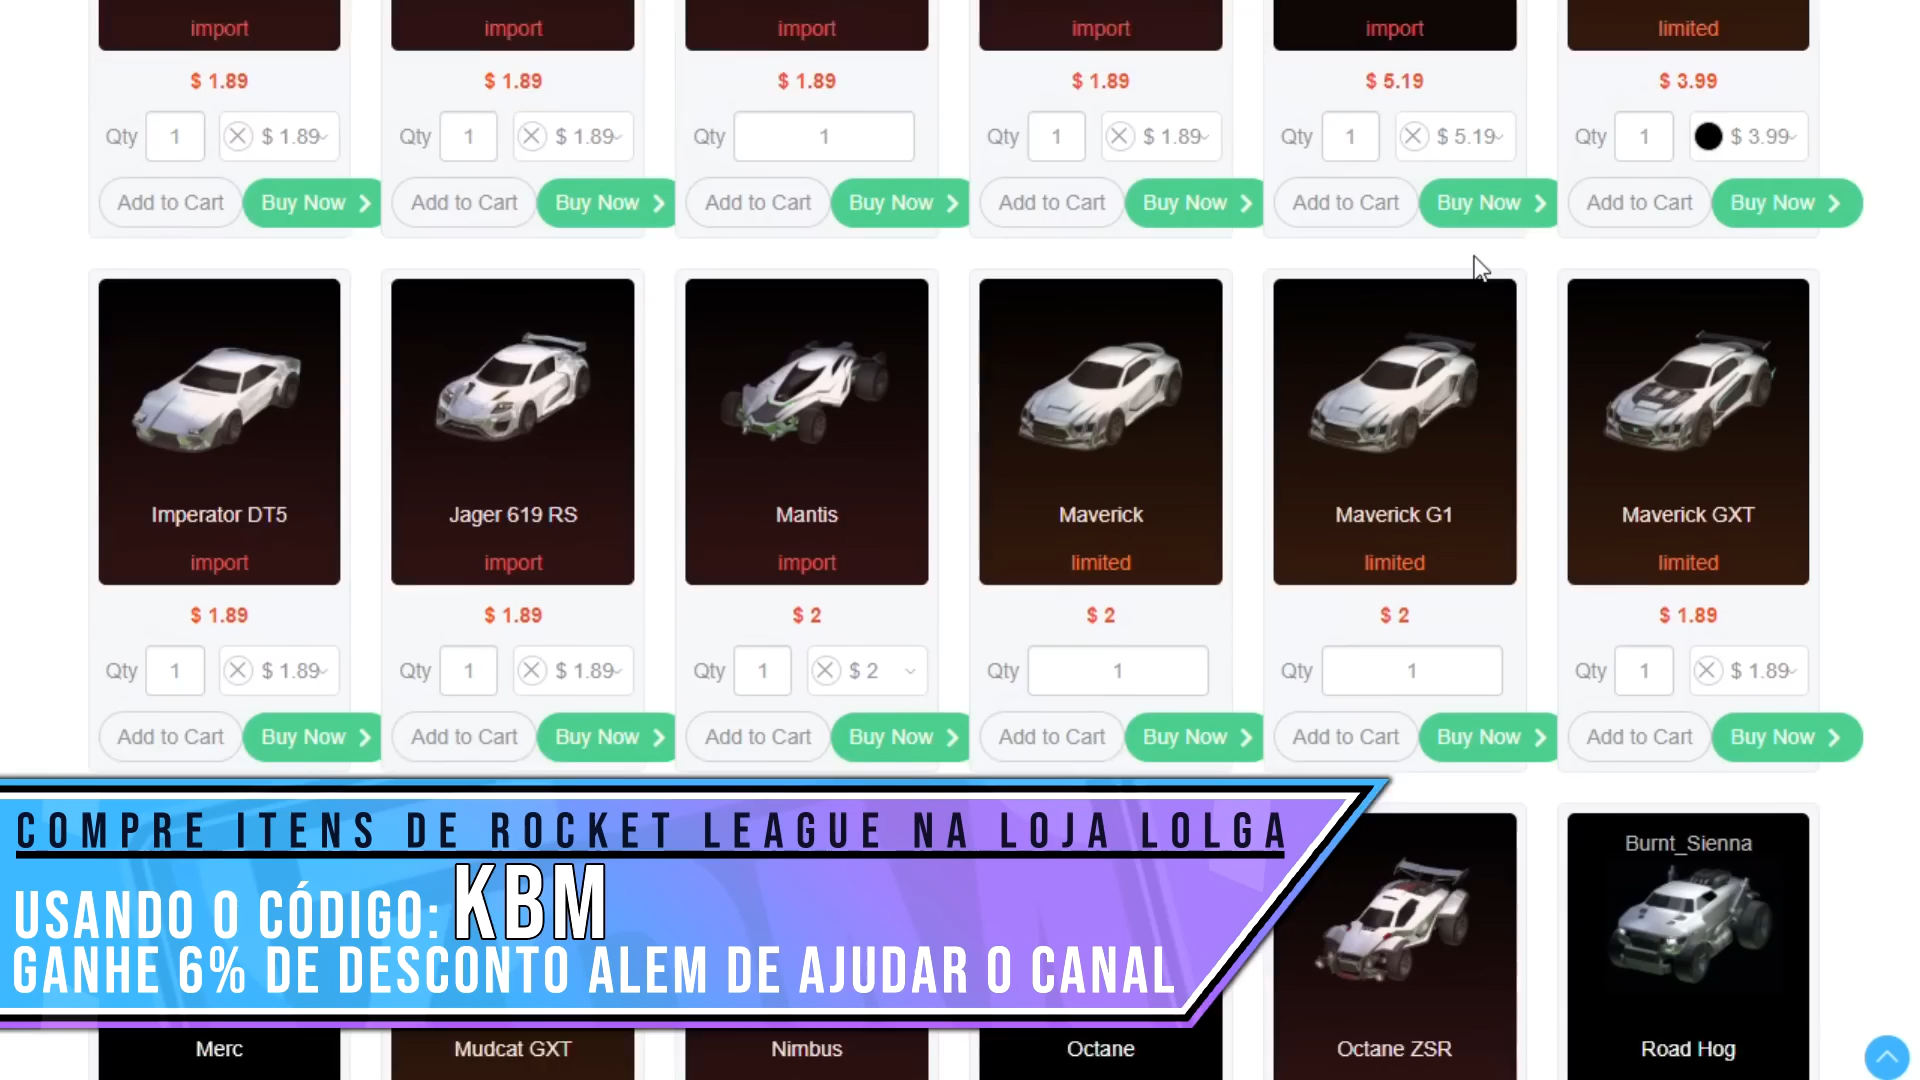 import import import import import limited
$ 1.89 $ 1.89 $ 1.89 $ 1.89 $ 5.19 $ 3.99
Qty 1 $ 1.89 Qty 1 $ 1.89 Qty 1 Qty 1 $ 1.89 Qty 1 $ 5.19 Qty 1 $ 3.99
Add to Cart Buy Now Add to Cart Buy Now Add to Cart Buy Now Add to Cart Buy Now Add to Cart Buy Now Add to Cart Buy Now
Imperator DT5 Jager 619 RS Mantis Maverick Maverick G1 Maverick GXT
import import import limited limited limited
$ 1.89 $ 1.89 $ 2 $ 2 $ 2 $ 1.89
Qty 1 $ 1.89 Qty 1 $ 1.89 Qty 1 $ 2 Qty 1 Qty 1 Qty 1 $ 1.89
Add to Cart Buy Now Add to Cart Buy Now Add to Cart Buy Now Add to Cart Buy Now Add to Cart Buy Now Add to Cart Buy Now
COMPRE ITENS DE ROCKET LEAGUE NA LOJA LOLGA
USANDO O CÓDIGO: KBM
GANHE 6% DE DESCONTO ALEM DE AJUDAR O CANAL
Burnt_Sienna
Merc Mudcat GXT Nimbus Octane Octane ZSR Road Hog